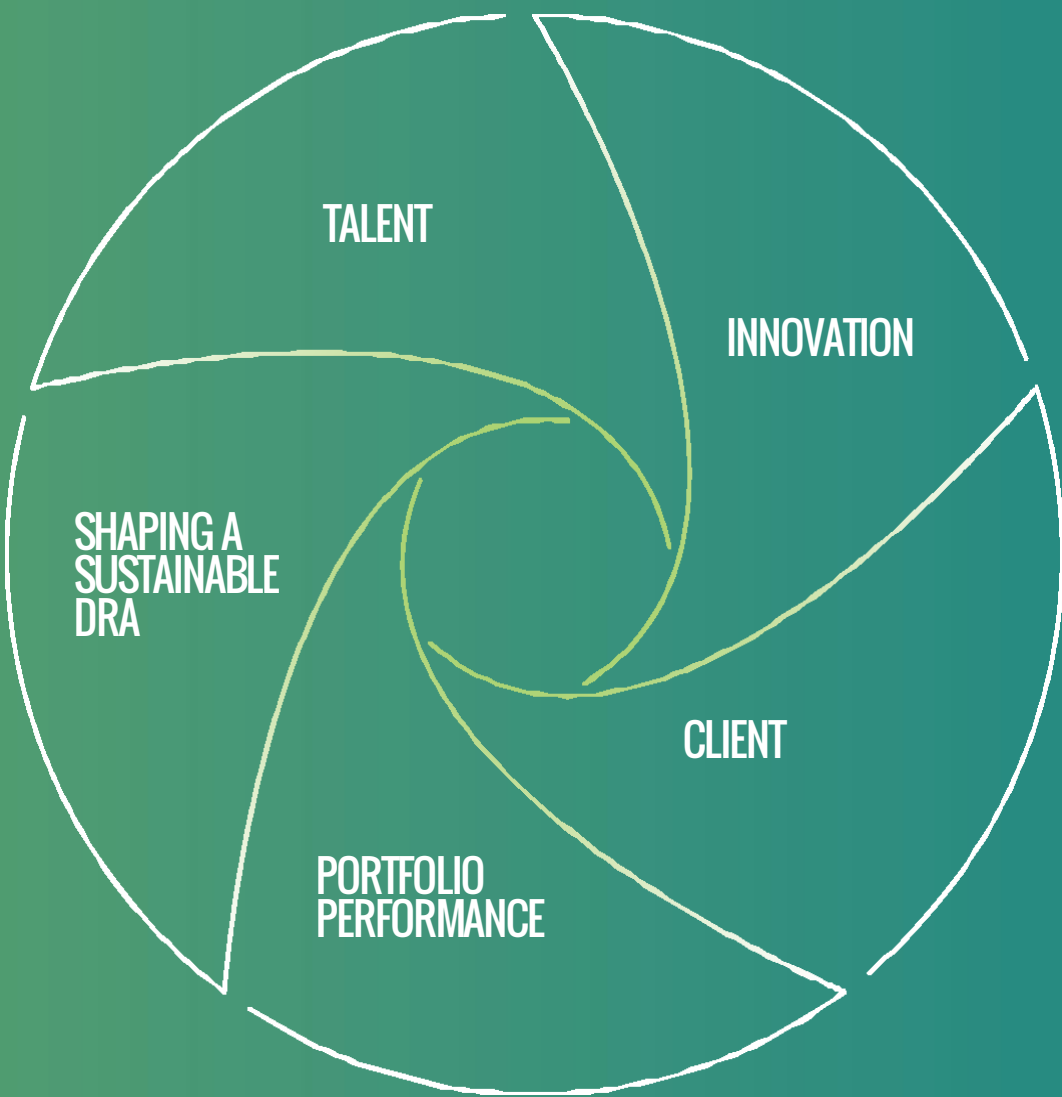 TALENT
INNOVATION
SHAPING A
SUSTAINABLE
DRA
CLIENT
PORTFOLIO
PERFORMANCE